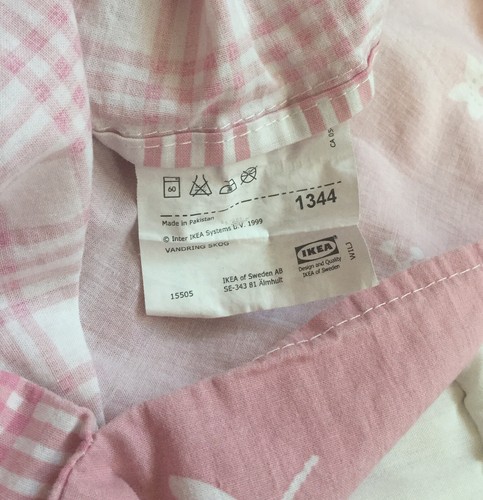 60
Made in Pakistan
1344
© Inter IKEA Systems B.V. 1999
VANDRING SKOG
IKEA
Design and Quality
IKEA of Sweden
IKEA of Sweden AB
SE-343 81 Älmhult
15505
CA 05